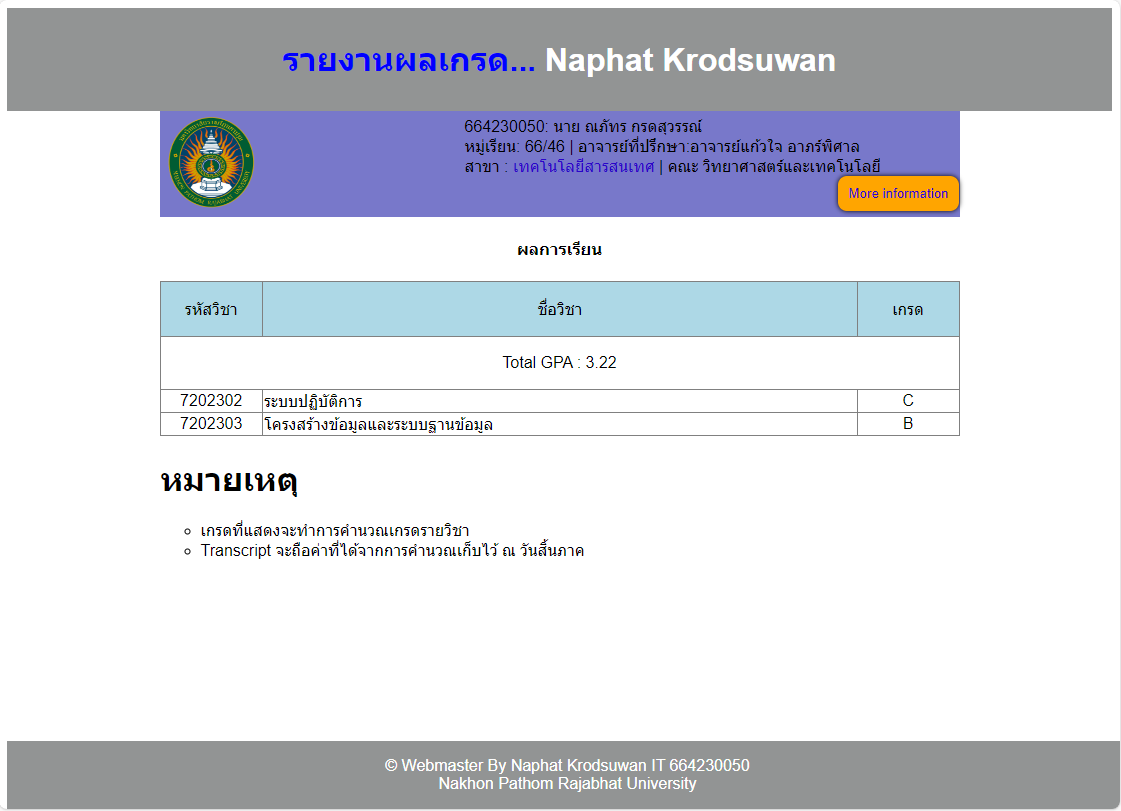 รายงานผลเกรด... Naphat Krodsuwan
664230050: นาย ณภัทร กรดสุวรรณ์
หมู่เรียน: 66/46 | อาจารย์ที่ปรึกษา:อาจารย์แก้วใจ อาภรณ์พิศาล
สาขา : เทคโนโลยีสารสนเทศ | คณะ วิทยาศาสตร์และเทคโนโลยี
More information
ผลการเรียน
รหัสวิชา ชื่อวิชา เกรด
Total GPA : 3.22
7202302 ระบบปฏิบัติการ C
7202303 โครงสร้างข้อมูลและระบบฐานข้อมูล B
หมายเหตุ
เกรดที่แสดงจะทำการคำนวณเกรดรายวิชา
Transcript จะถือค่าที่ได้จากการคำนวณเก็บไว้ ณ วันสิ้นภาค
© Webmaster By Naphat Krodsuwan IT 664230050
Nakhon Pathom Rajabhat University